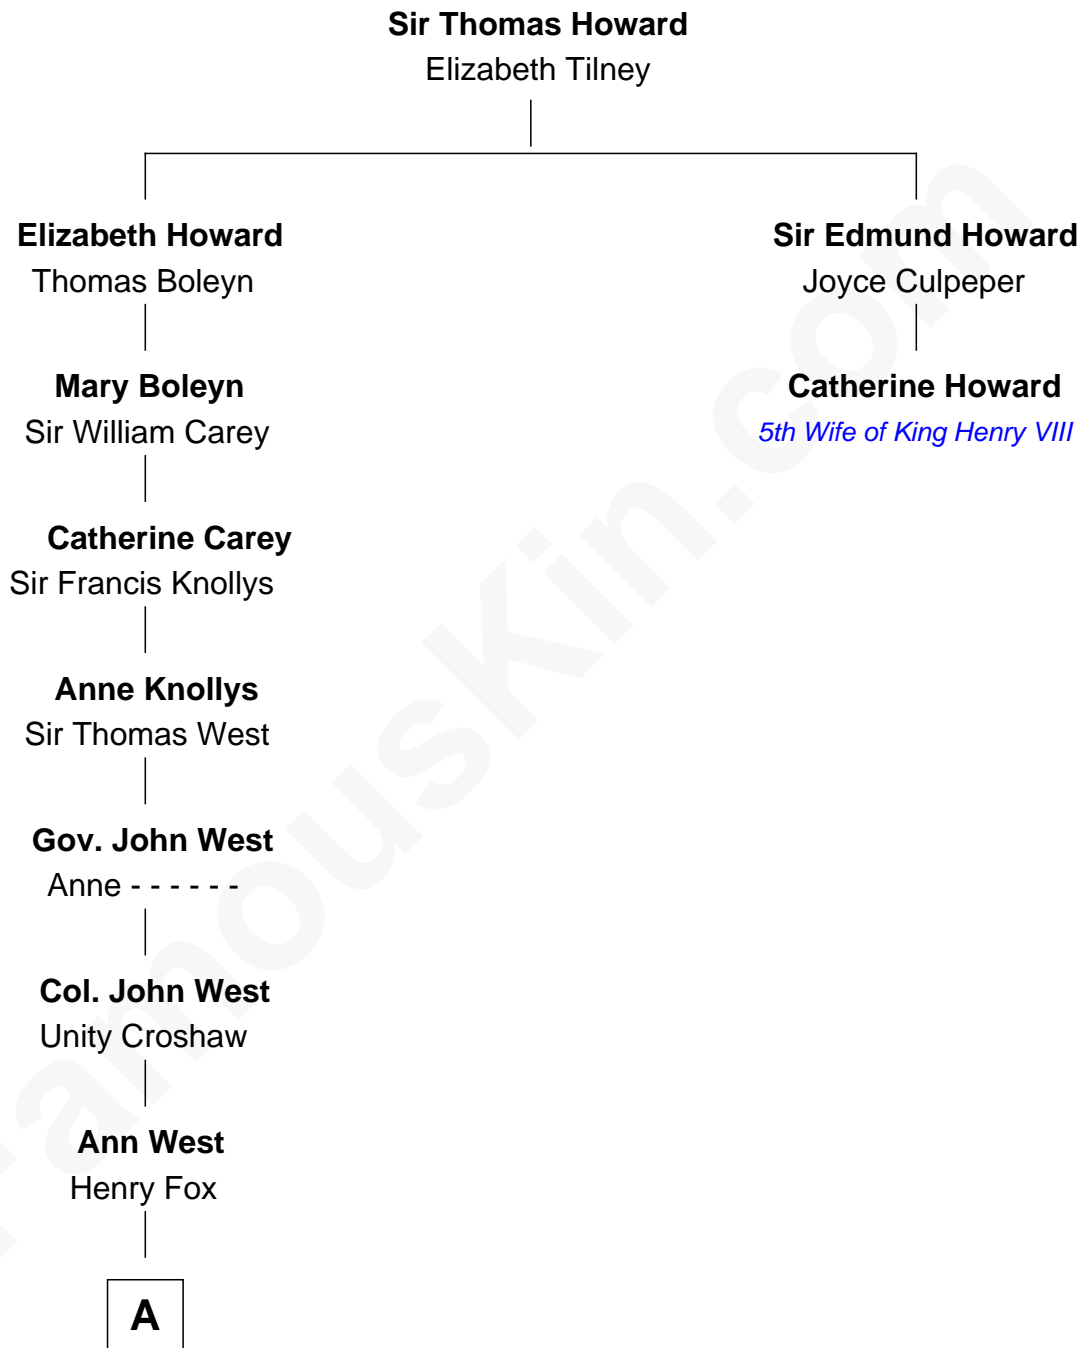 Sir Thomas Howard
Elizabeth Tilney
Elizabeth Howard
Thomas Boleyn
Sir Edmund Howard
Joyce Culpeper
Mary Boleyn
Sir William Carey
Catherine Howard
5th Wife of King Henry VIII
Catherine Carey
Sir Francis Knollys
Anne Knollys
Sir Thomas West
Gov. John West
Anne - - - - - -
Col. John West
Unity Croshaw
Ann West
Henry Fox
A
FamousKin.com